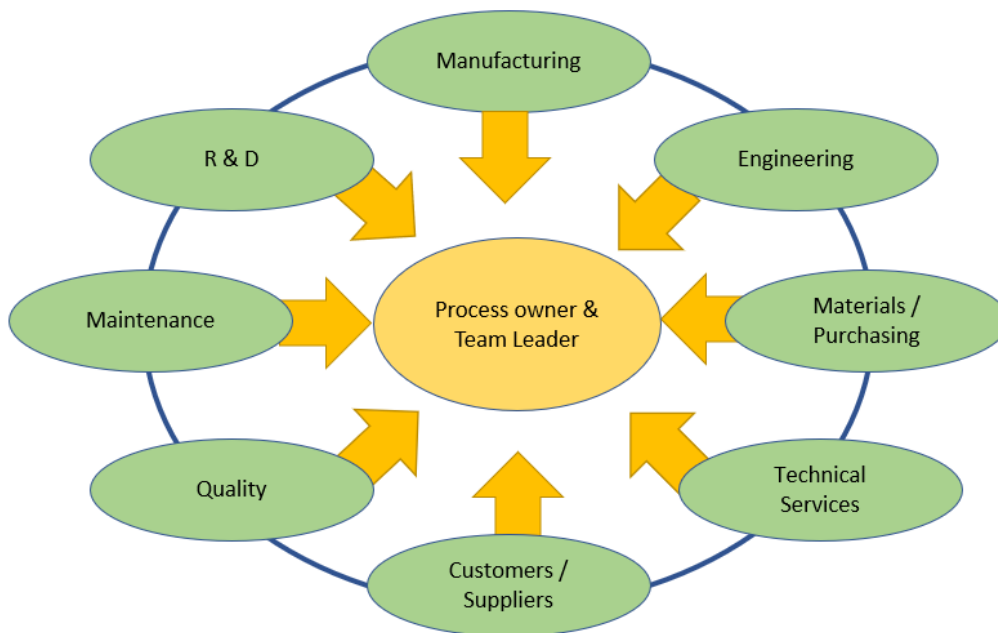 Manufacturing
R & D
Engineering
Maintenance
Process owner &
Team Leader
Materials /
Purchasing
Quality
Technical
Services
Customers /
Suppliers